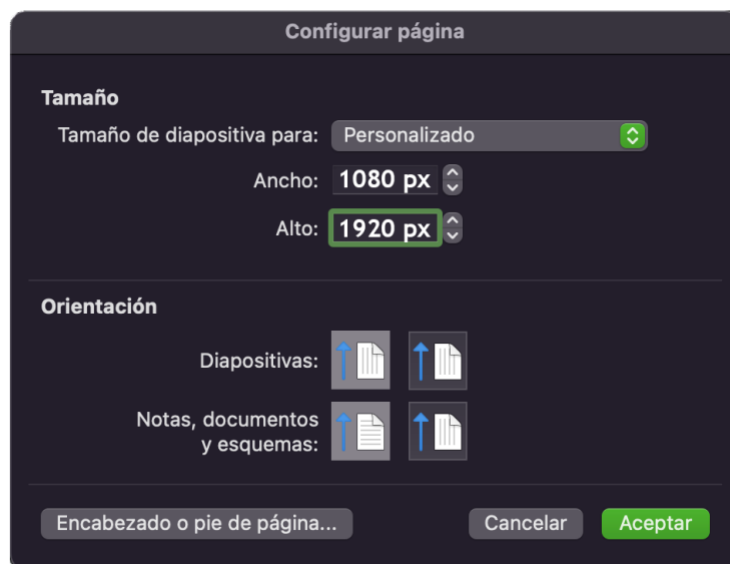 Configurar página
Tamaño
Tamaño de diapositiva para: Personalizado
Ancho: 1080 px
Alto: 1920 px
Orientación
Diapositivas:
Notas, documentos
y esquemas:
Encabezado o pie de página... Cancelar Aceptar